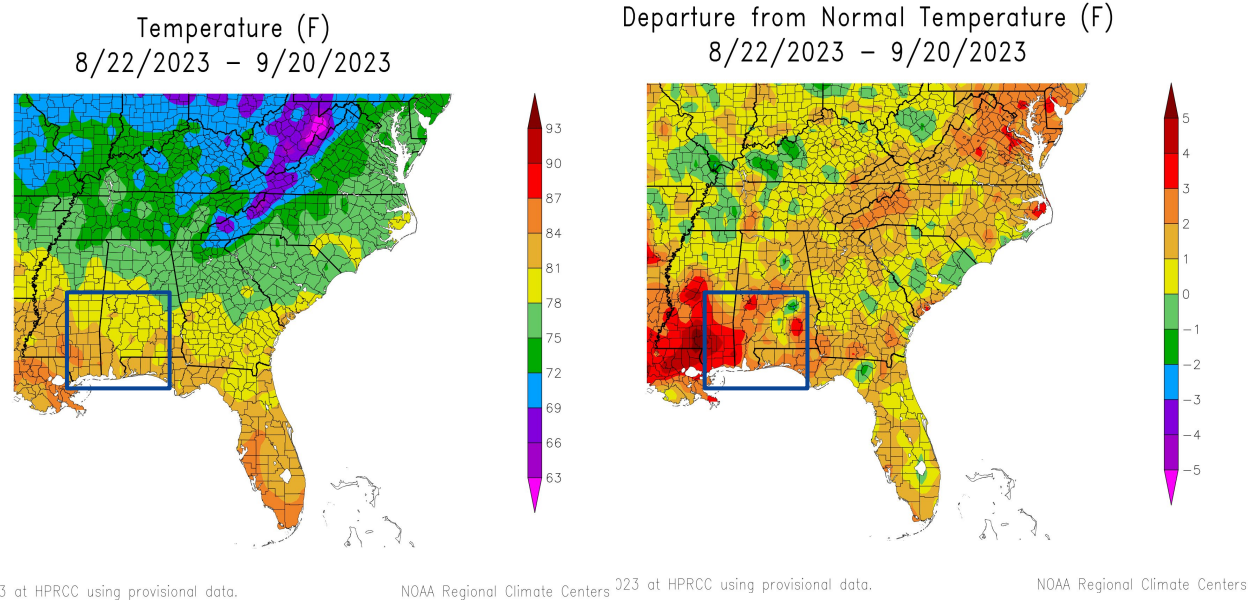 Temperature (F)
8/22/2023 – 9/20/2023
93
90
87
84
81
78
75
72
69
66
63
3 at HPRCC using provisional data.
NOAA Regional Climate Centers
Departure from Normal Temperature (F)
8/22/2023 – 9/20/2023
5
4
3
2
1
0
−1
−2
−3
−4
−5
023 at HPRCC using provisional data.
NOAA Regional Climate Centers